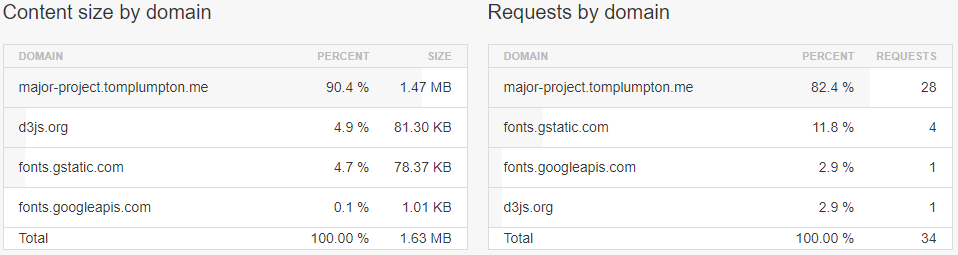 Content size by domain
DOMAIN PERCENT SIZE
major-project.tomplumpton.me 90.4 % 1.47 MB
d3js.org 4.9 % 81.30 KB
fonts.gstatic.com 4.7 % 78.37 KB
fonts.googleapis.com 0.1 % 1.01 KB
Total 100.00 % 1.63 MB
Requests by domain
DOMAIN PERCENT REQUESTS
major-project.tomplumpton.me 82.4 % 28
fonts.gstatic.com 11.8 % 4
fonts.googleapis.com 2.9 % 1
d3js.org 2.9 % 1
Total 100.00 % 34